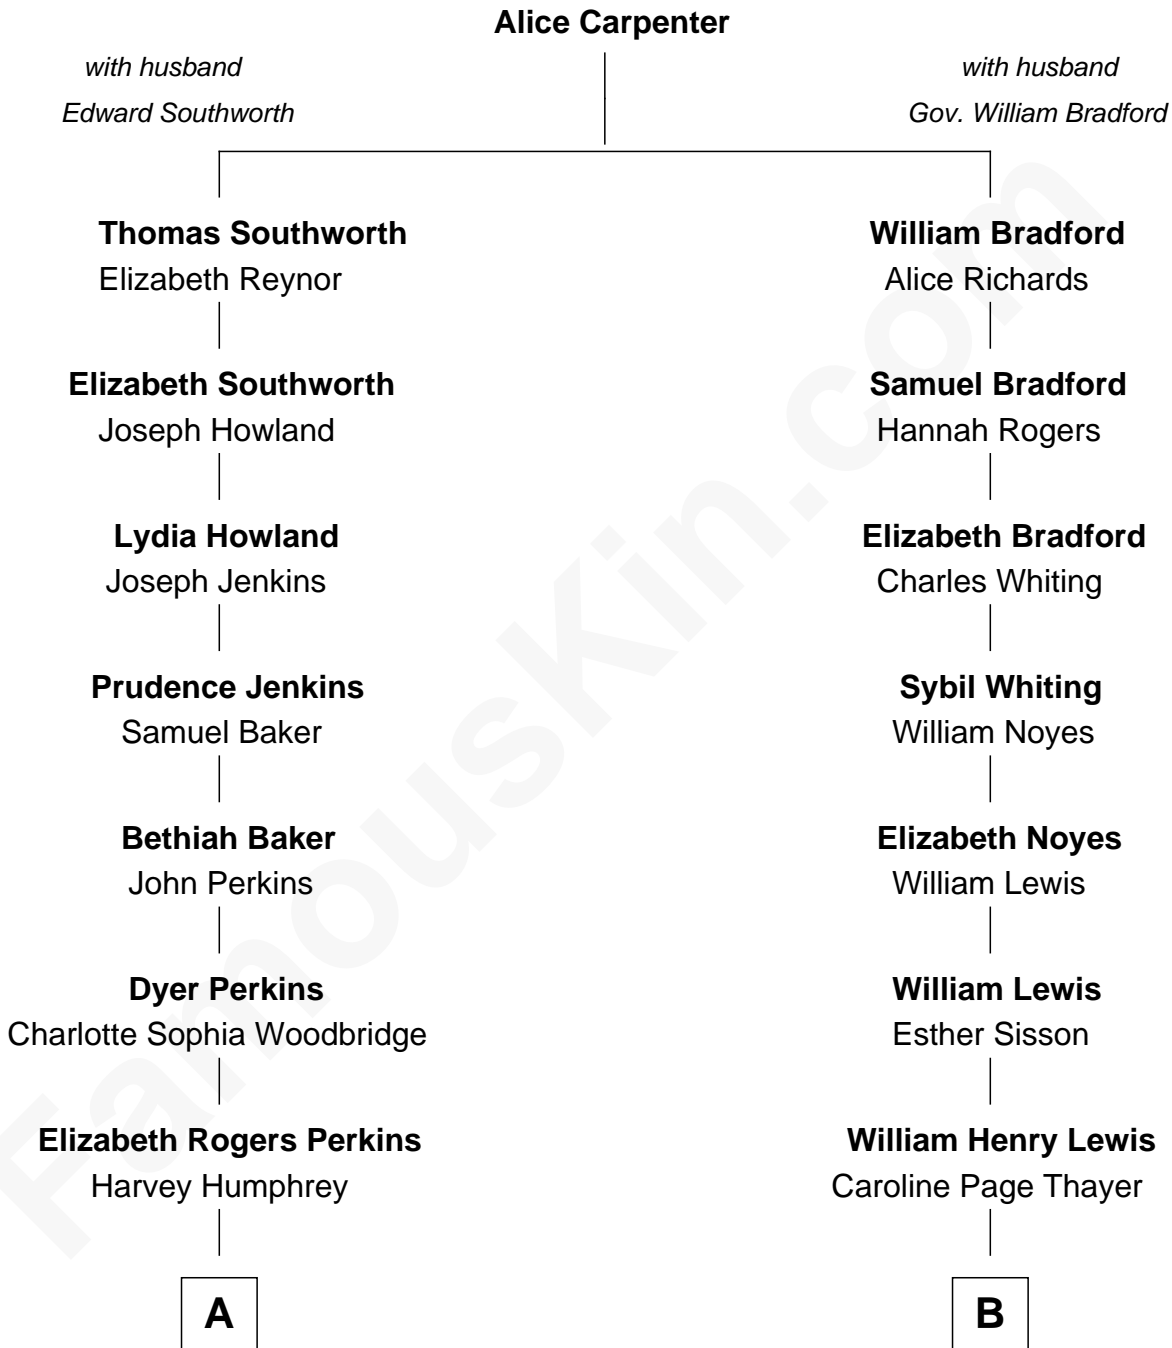 Alice Carpenter
with husband
Edward Southworth
with husband
Gov. William Bradford
Thomas Southworth
Elizabeth Reynor
William Bradford
Alice Richards
Elizabeth Southworth
Joseph Howland
Samuel Bradford
Hannah Rogers
Lydia Howland
Joseph Jenkins
Elizabeth Bradford
Charles Whiting
Prudence Jenkins
Samuel Baker
Sybil Whiting
William Noyes
Bethiah Baker
John Perkins
Elizabeth Noyes
William Lewis
Dyer Perkins
Charlotte Sophia Woodbridge
William Lewis
Esther Sisson
Elizabeth Rogers Perkins
Harvey Humphrey
William Henry Lewis
Caroline Page Thayer
A
B
FamousKin.com